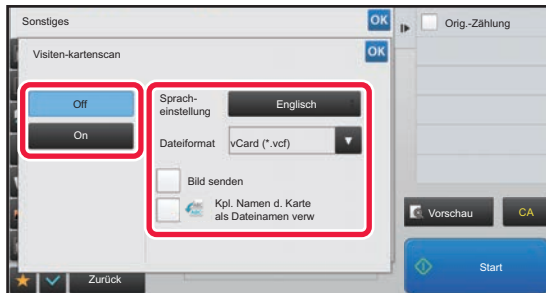 Sonstiges
OK
Orig.-Zählung
Visiten-kartenscan
OK
Off
On
Sprach-
einstellung
Englisch
Dateiformat
vCard (*.vcf)
Bild senden
Kpl. Namen d. Karte
als Dateinamen verw
Vorschau
CA
Zurück
Start